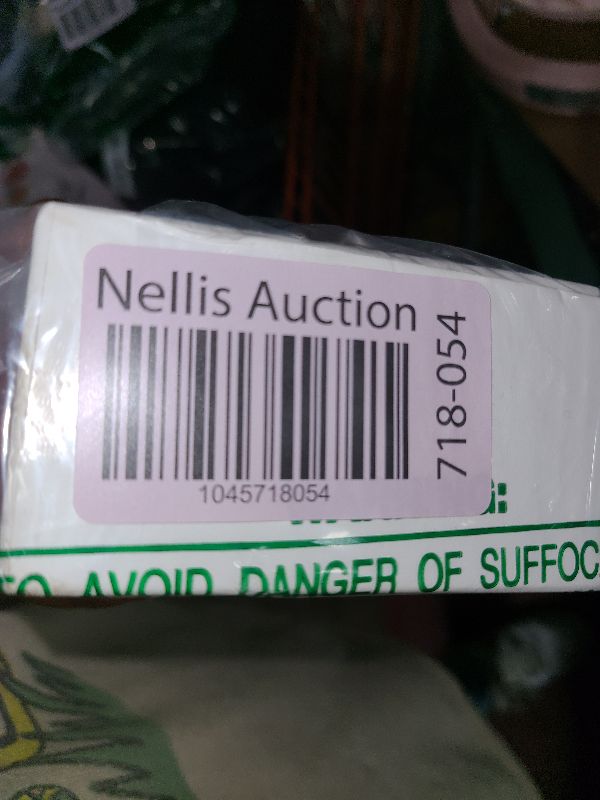 Nellis Auction
718-054
1045718054
TO AVOID DANGER OF SUFFOC